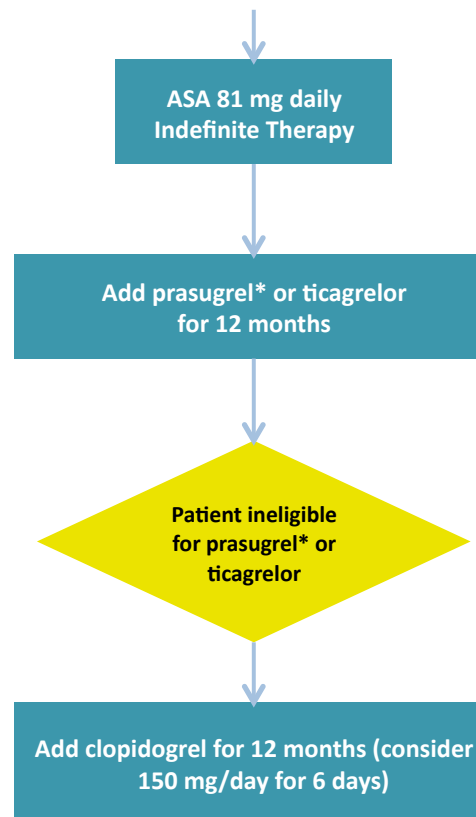 ASA 81 mg daily
Indefinite Therapy
Add prasugrel* or ticagrelor
for 12 months
Patient ineligible
for prasugrel* or
ticagrelor
Add clopidogrel for 12 months (consider
150 mg/day for 6 days)